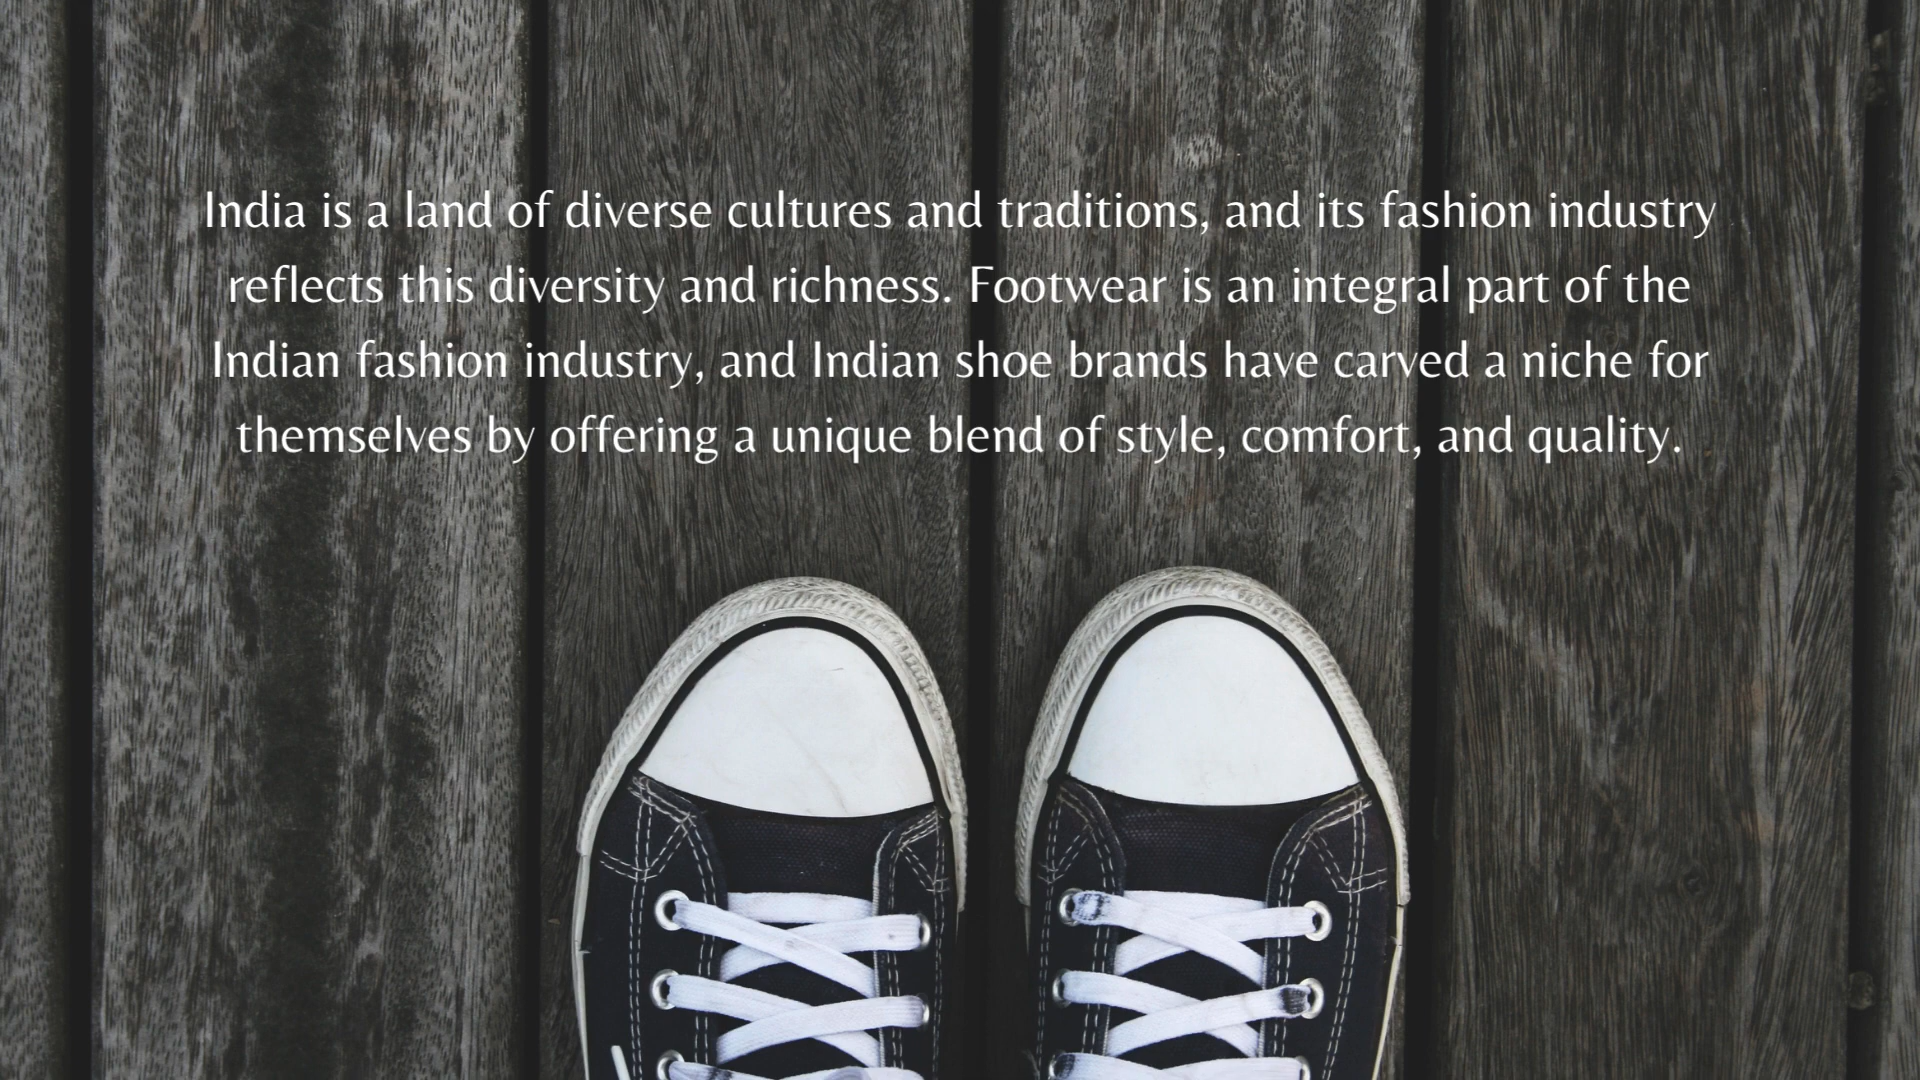 India is a land of diverse cultures and traditions, and its fashion industry
reflects this diversity and richness. Footwear is an integral part of the
Indian fashion industry, and Indian shoe brands have carved a niche for
themselves by offering a unique blend of style, comfort, and quality.